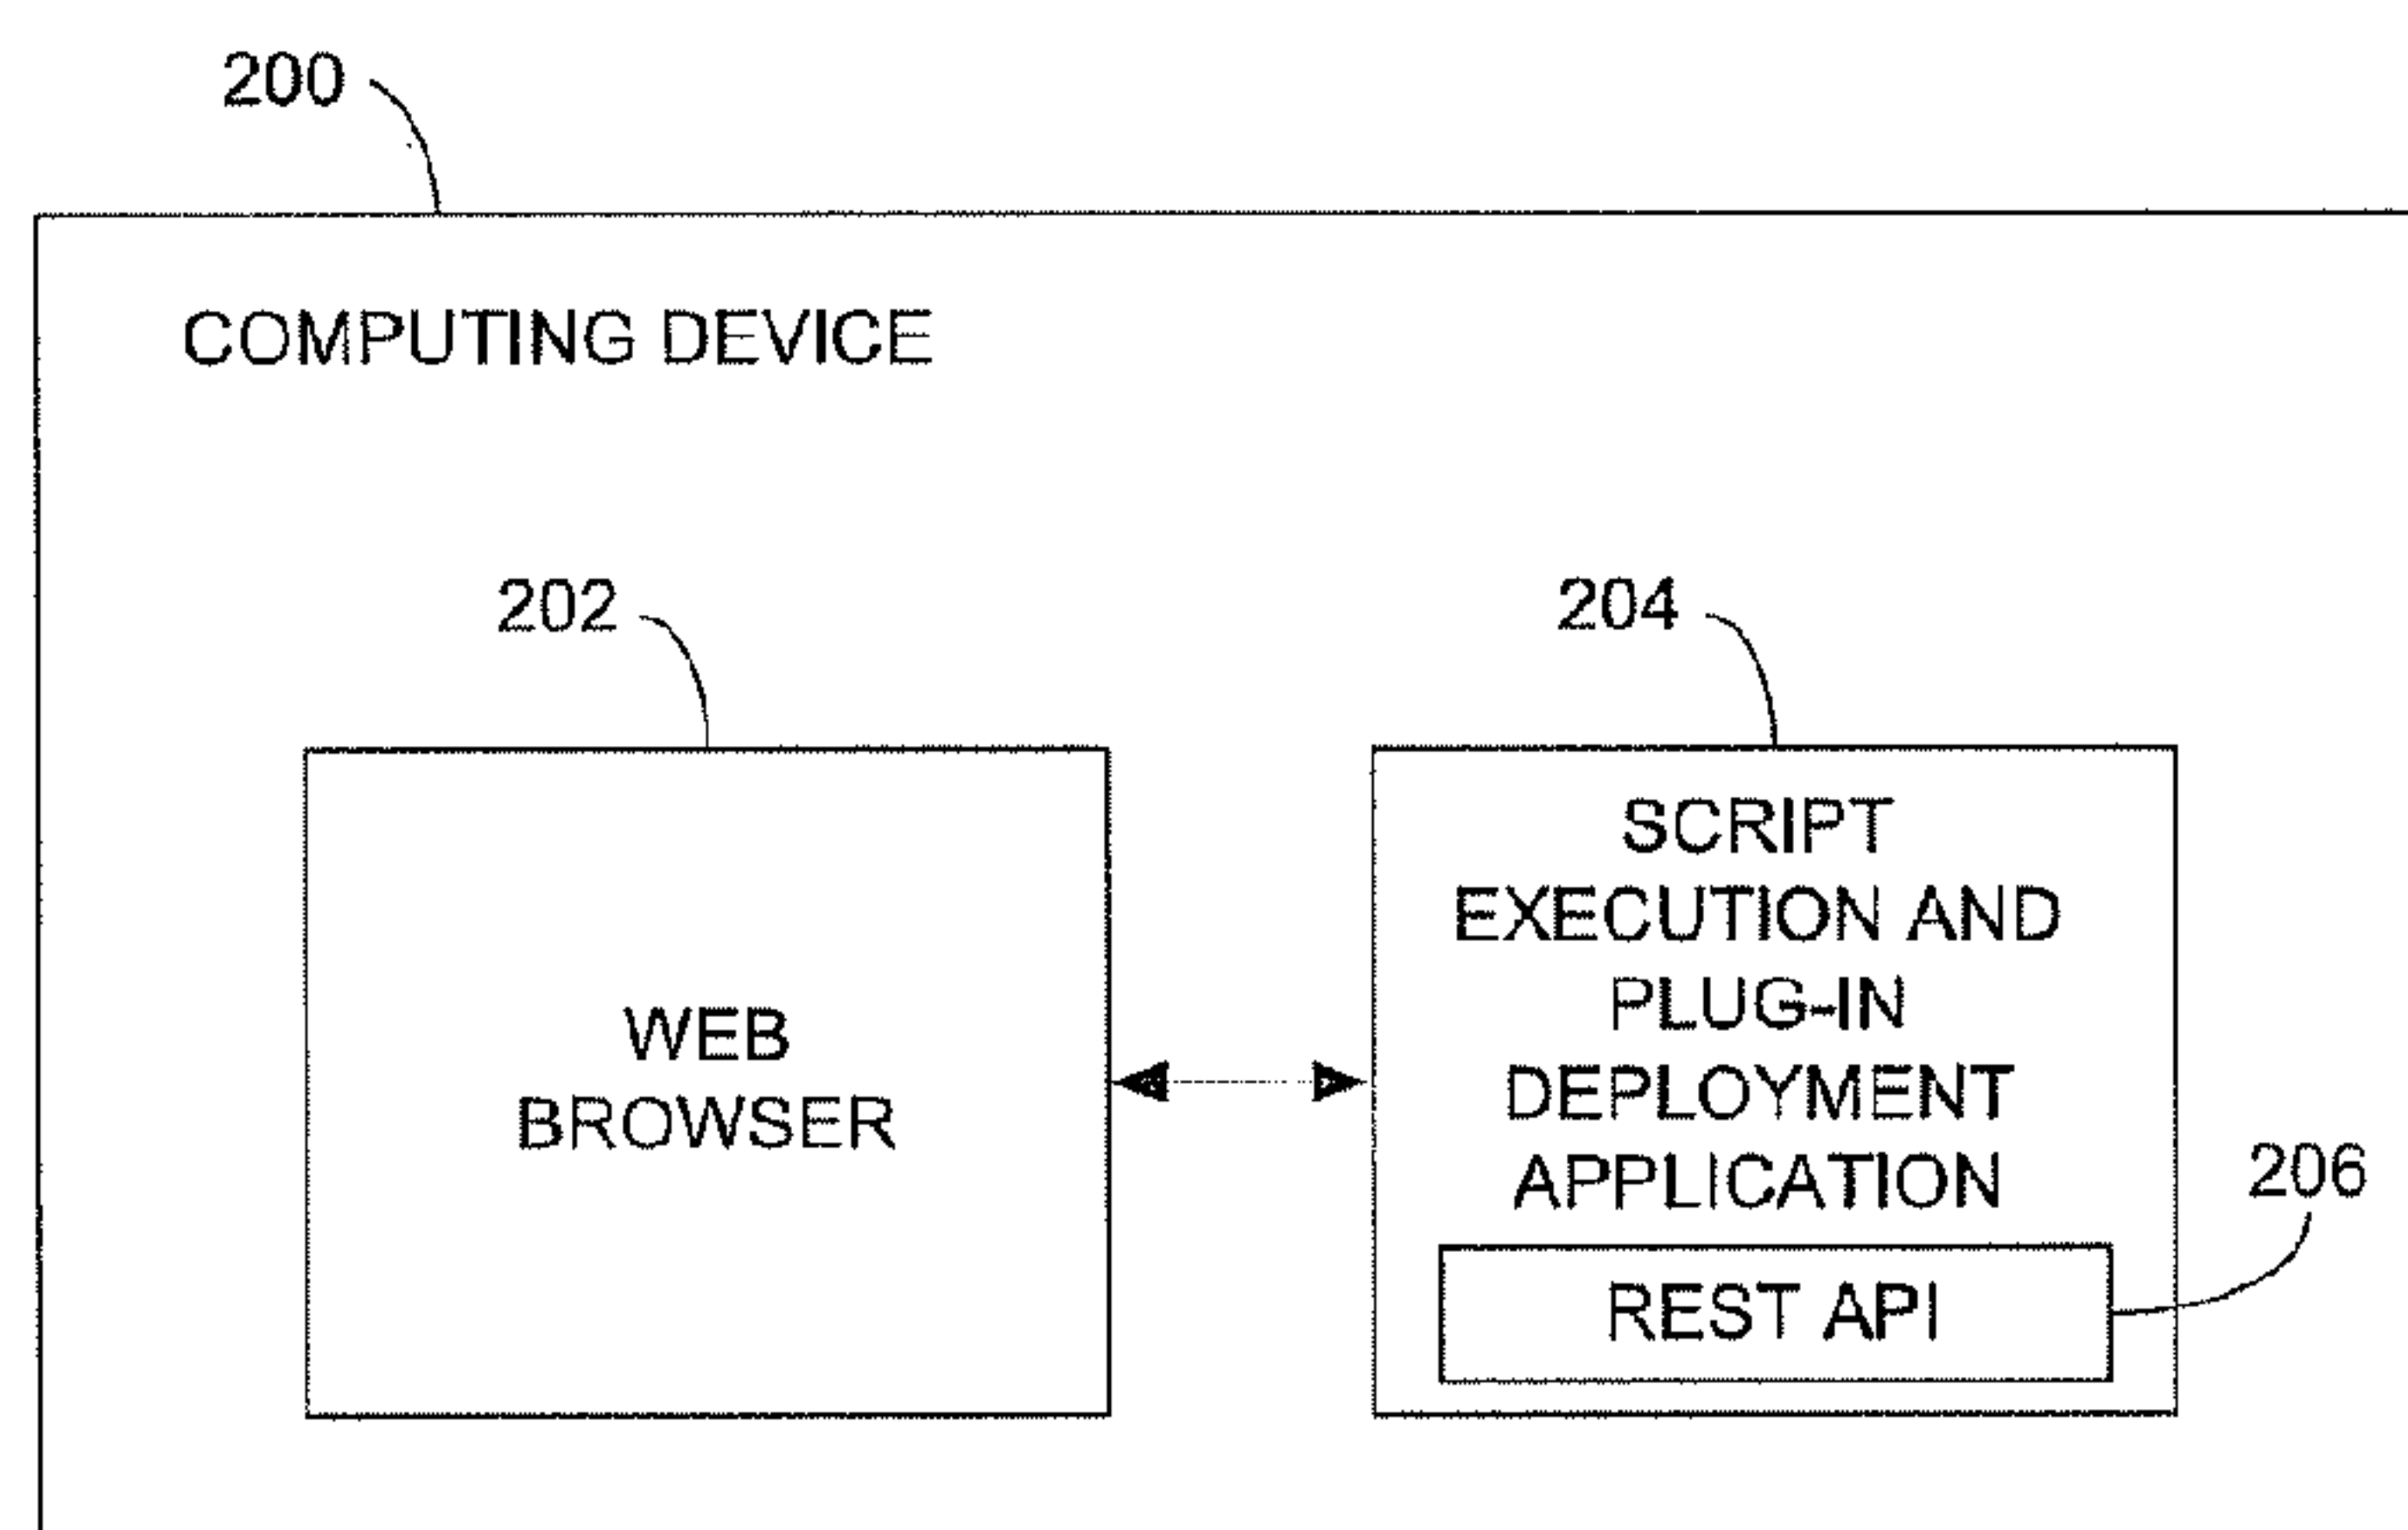 200
COMPUTING DEVICE
202
204
WEB
BROWSER
SCRIPT
EXECUTION AND
PLUG-IN
DEPLOYMENT
APPLICATION
206
REST API